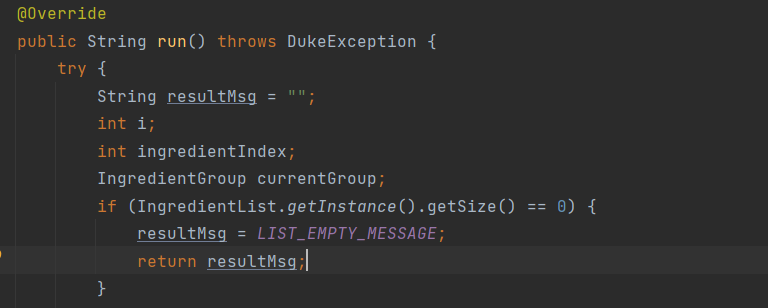 @Override
public String run() throws DukeException {
try {
String resultMsg = "";
int i;
int ingredientIndex;
IngredientGroup currentGroup;
if (IngredientList.getInstance().getSize() == 0) {
resultMsg = LIST_EMPTY_MESSAGE;
return resultMsg;
}